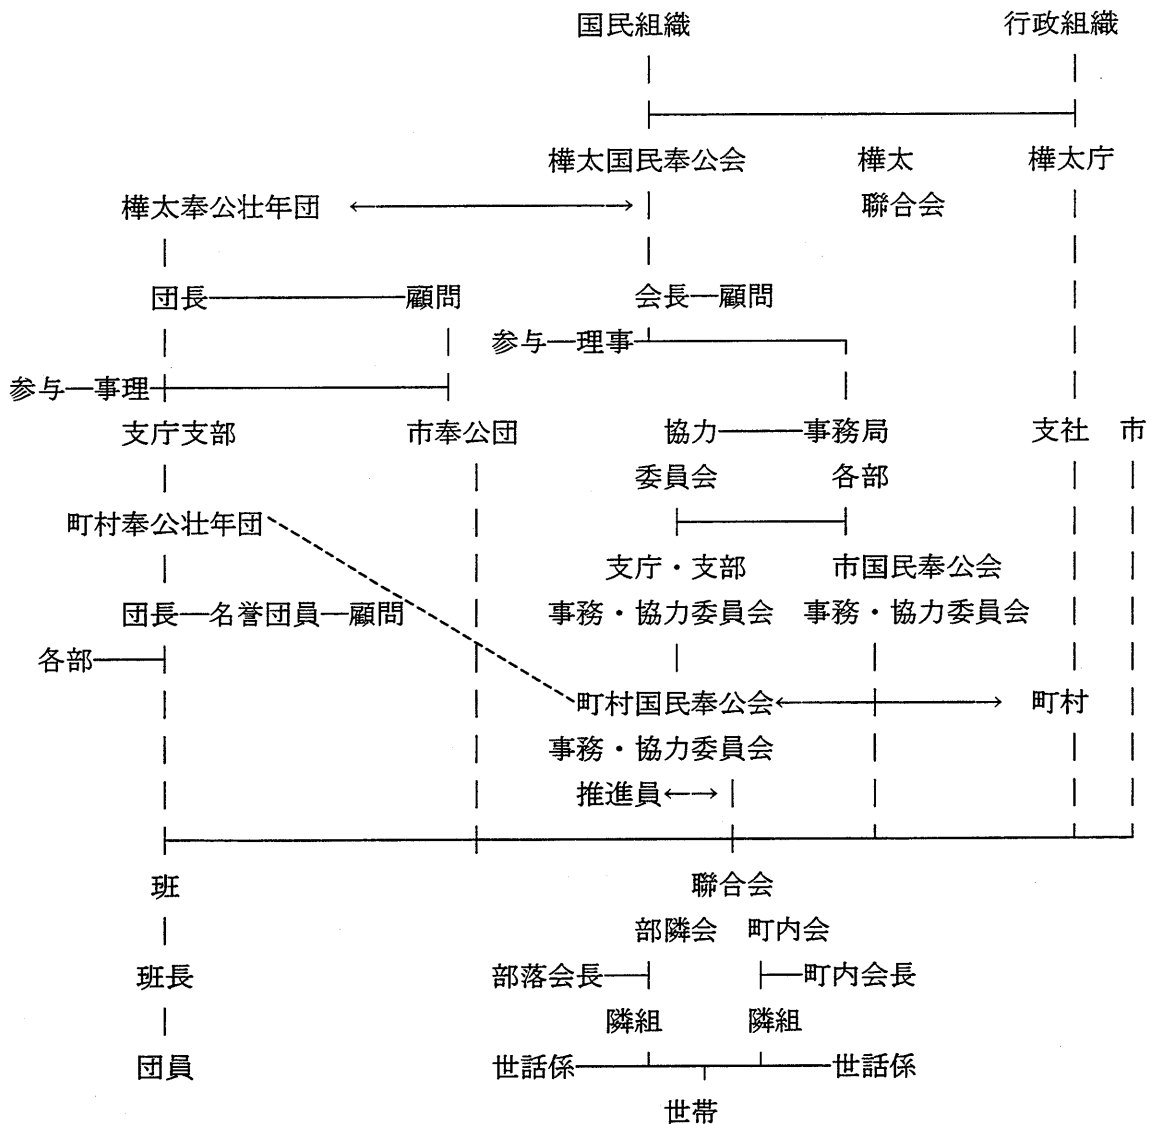 国民組織 行政組織
樺太国民奉公会 樺太 樺太庁
樺太奉公壮年団 聯合会
団長 顧問 会長 顧問
参与 理事
参与 事理
支庁支部 市奉公団 協力 事務局 支社 市
委員会 各部
町村奉公壮年団
支庁・支部 市国民奉公会
団長 名誉団員 顧問 事務・協力委員会 事務・協力委員会
各部
町村国民奉公会 町村
事務・協力委員会
推進員
班 聯合会
部隣会 町内会
班長 部落会長 町内会長
隣組 隣組
団員 世話係 世話係
世帯